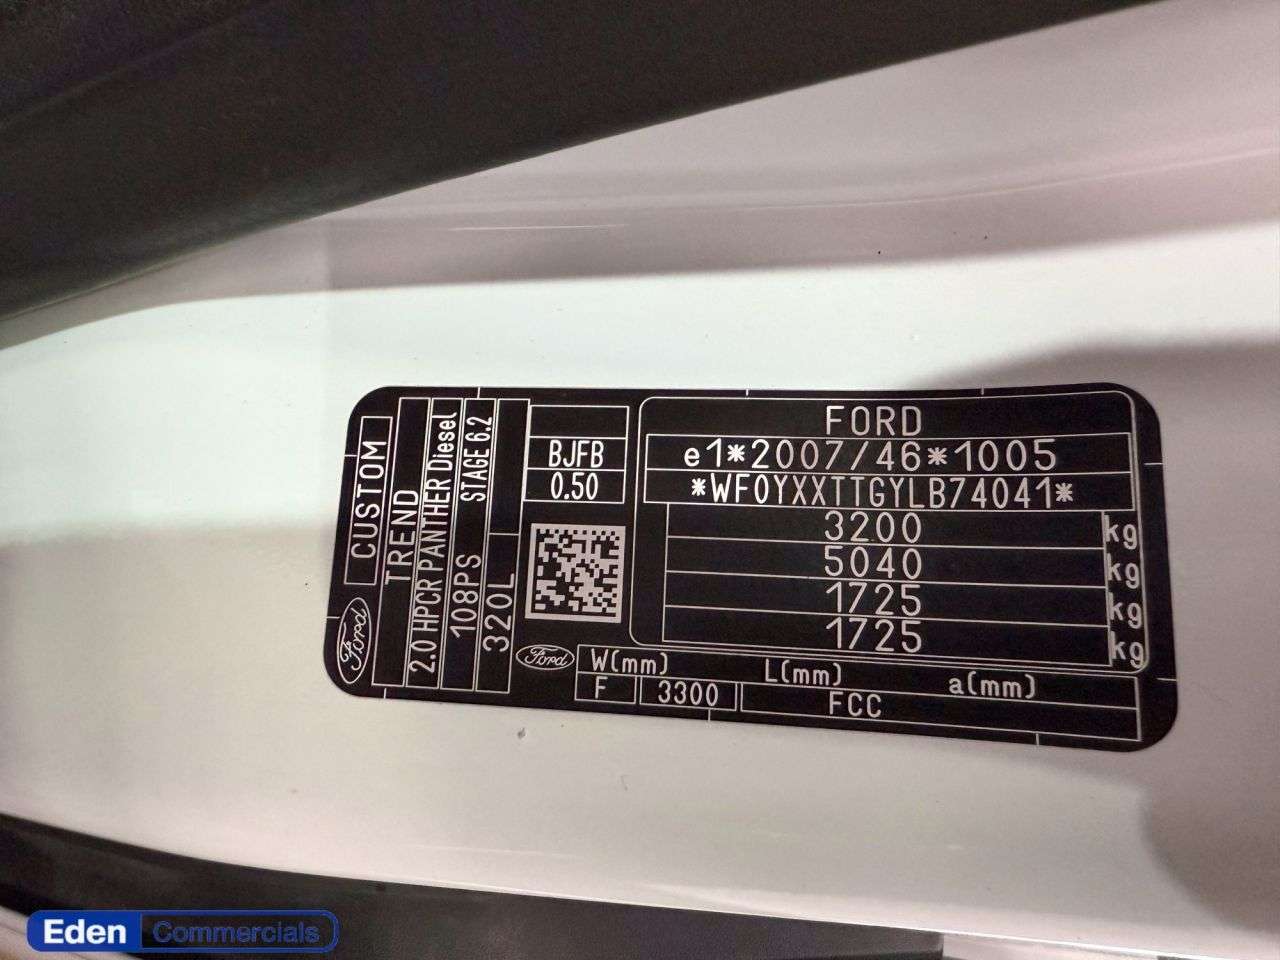 CUSTOM
TREND
2.0 HPCR PANTHER Diesel
108PS STAGE 6.2
320L
Ford
BJFB
0.50
FORD
e1*2007/46*1005
*WF0YXXTTGYLB74041*
3200 kg
5040 kg
1725 kg
1725 kg
Ford
W(mm) L(mm) a(mm)
F 3300 FCC
Eden Commercials